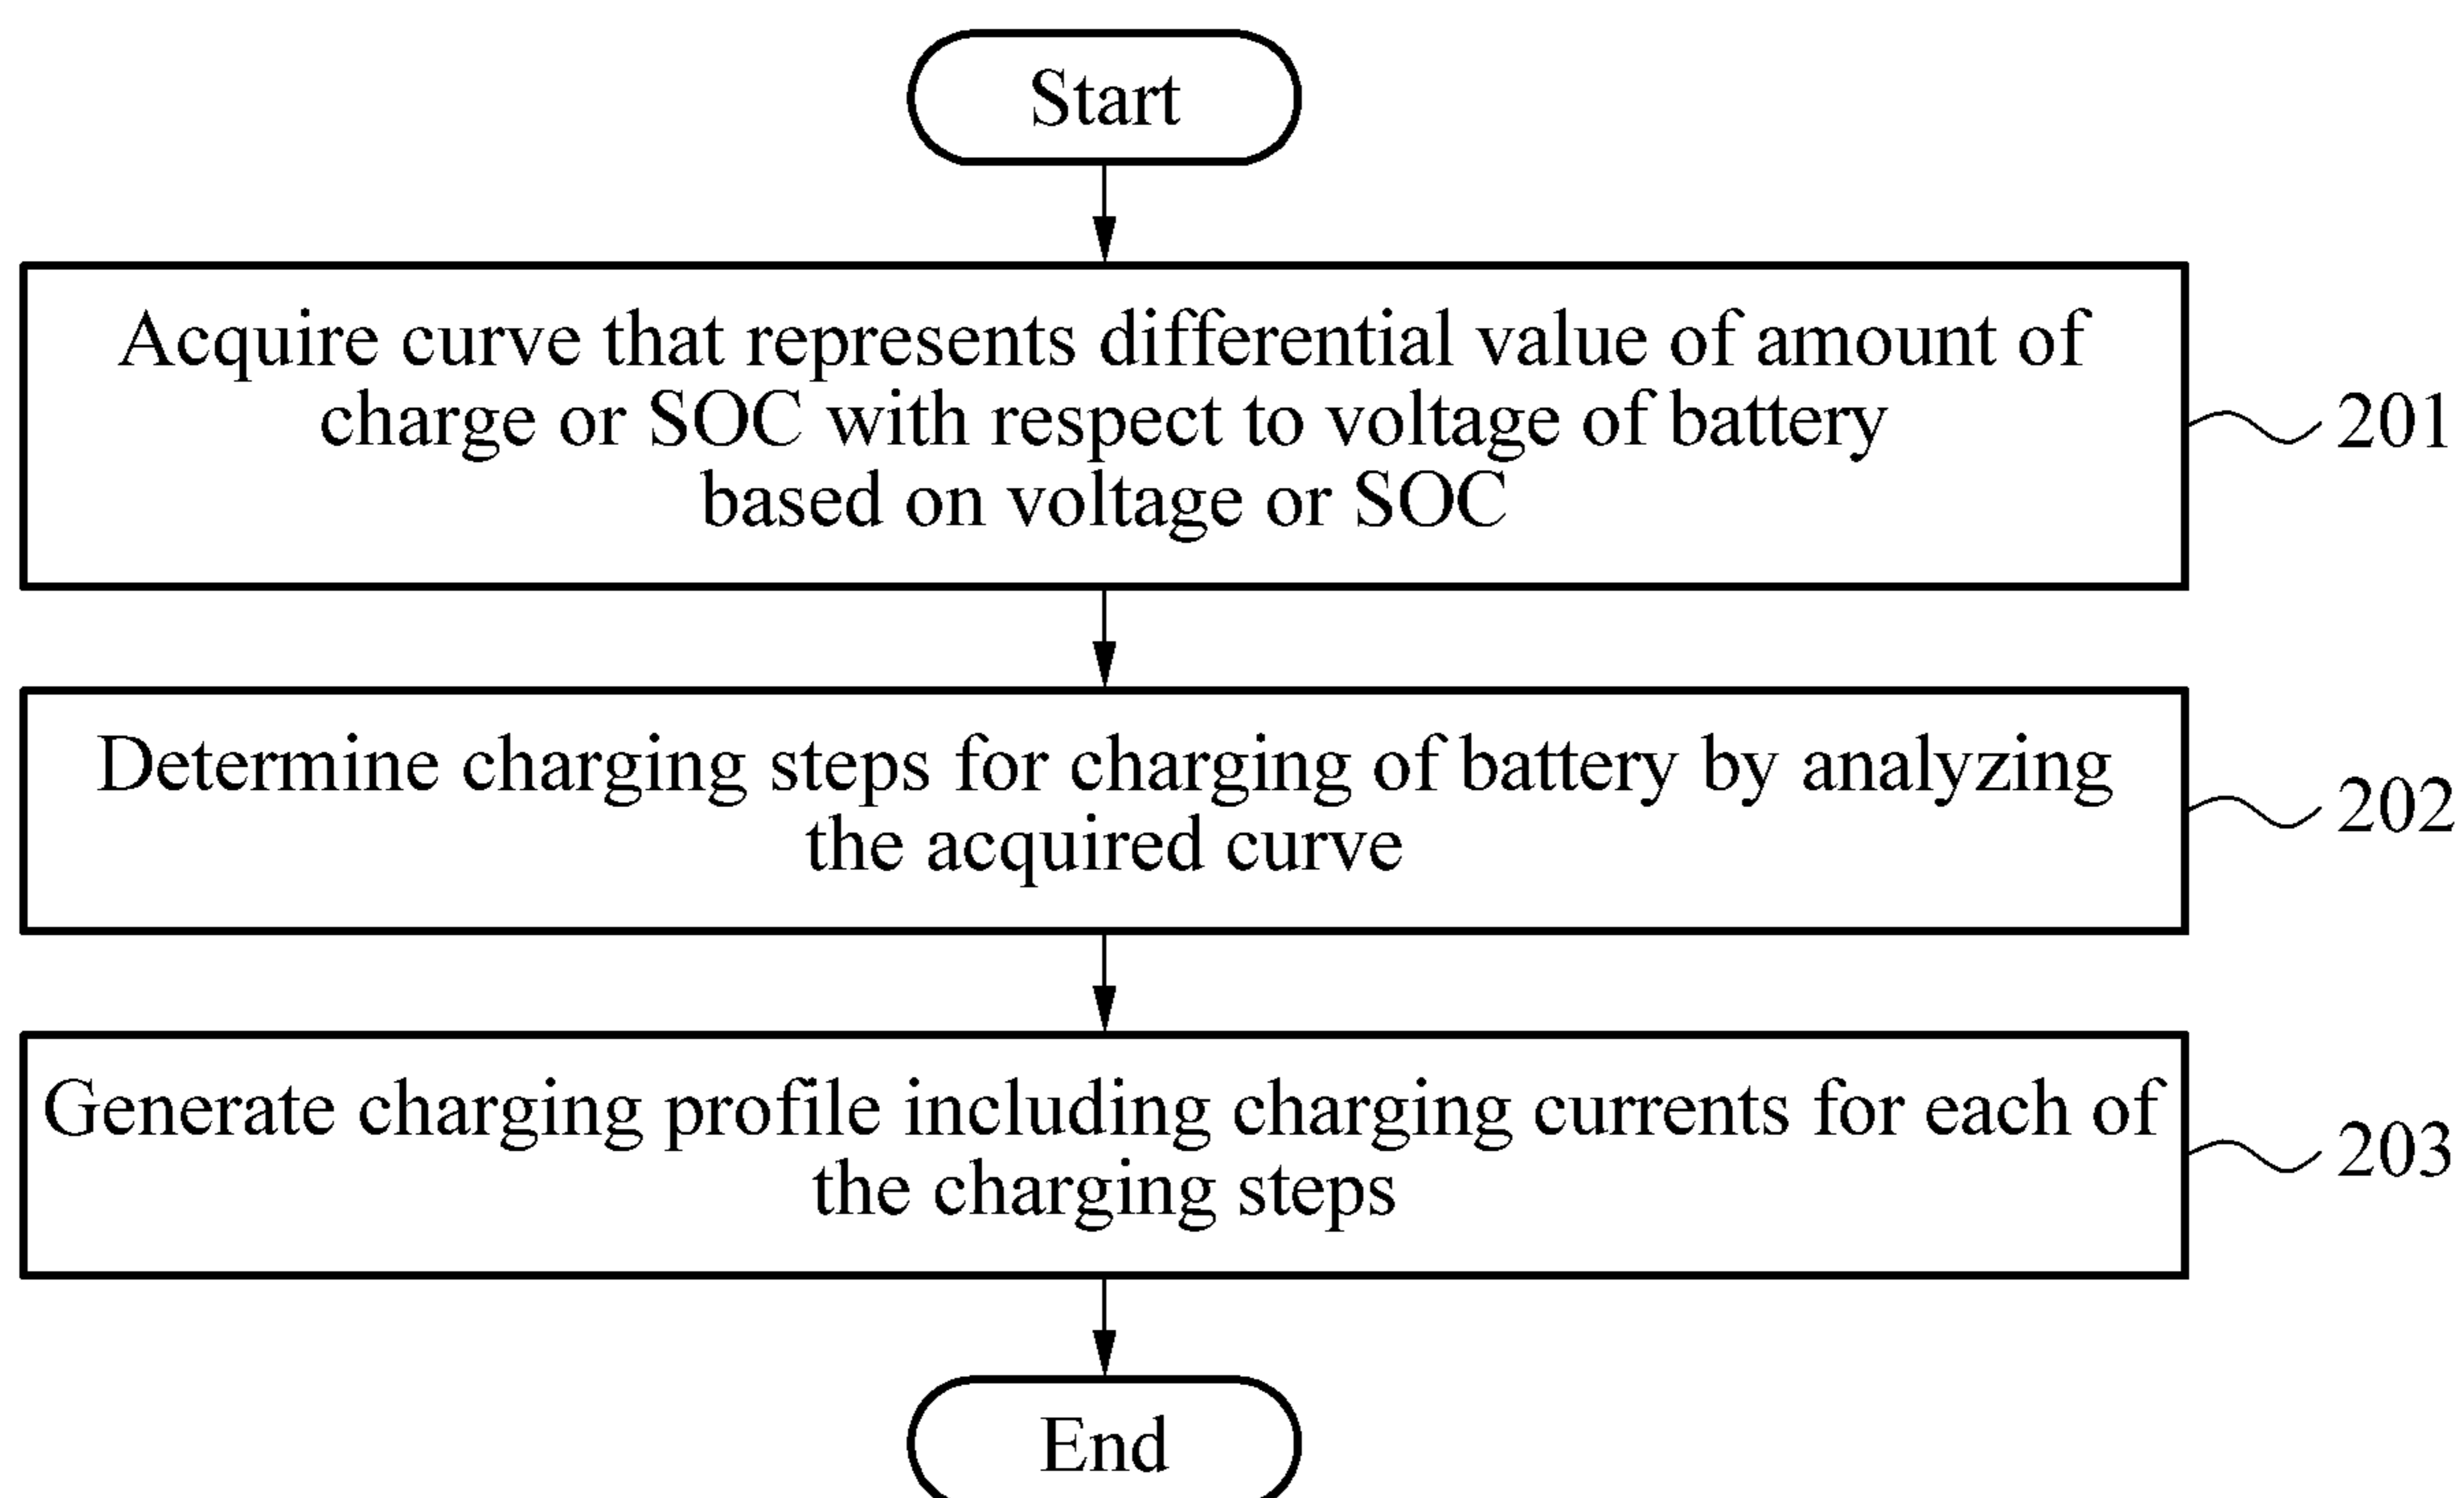 Start
Acquire curve that represents differential value of amount of
charge or SOC with respect to voltage of battery
based on voltage or SOC
201
Determine charging steps for charging of battery by analyzing
the acquired curve
202
Generate charging profile including charging currents for each of
the charging steps
203
End